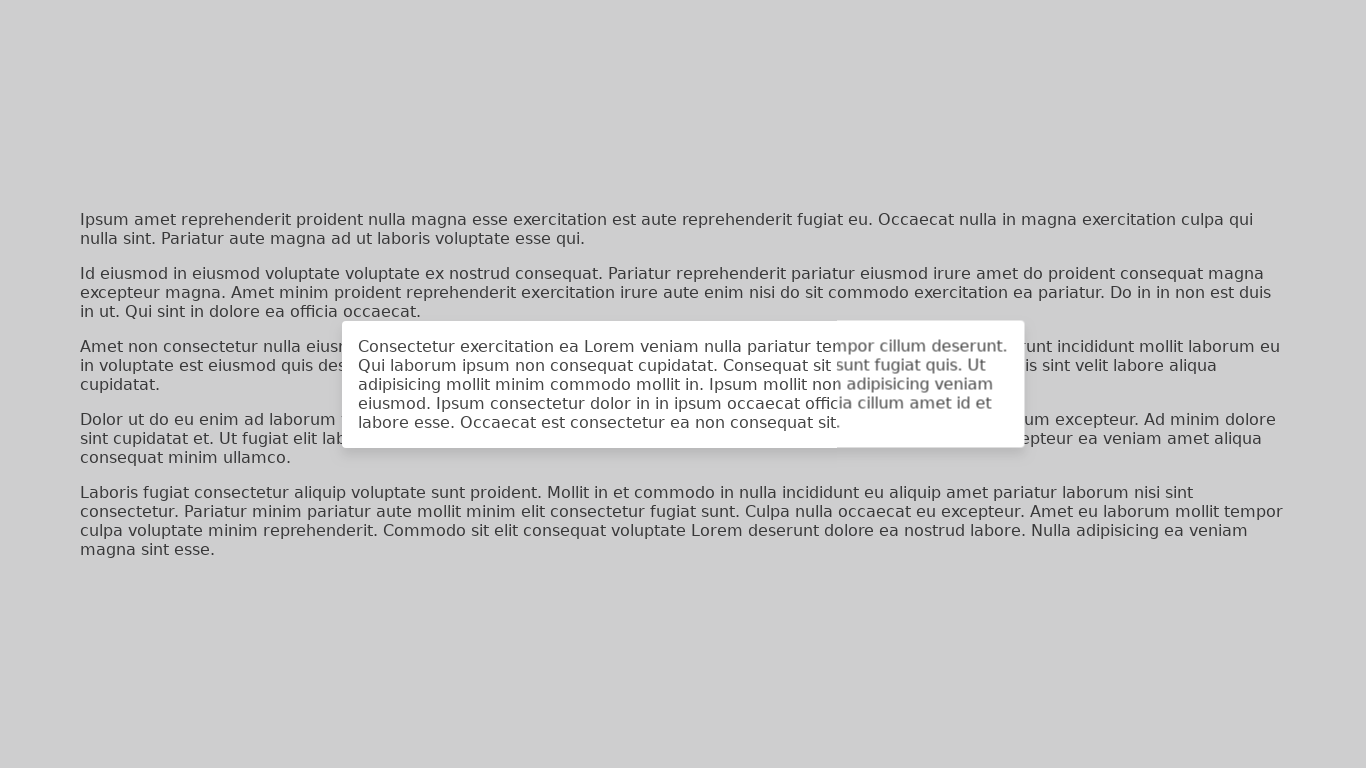 Ipsum amet reprehenderit proident nulla magna esse exercitation est aute reprehenderit fugiat eu. Occaecat nulla in magna exercitation culpa qui
nulla sint. Pariatur aute magna ad ut laboris voluptate esse qui.
Id eiusmod in eiusmod voluptate voluptate ex nostrud consequat. Pariatur reprehenderit pariatur eiusmod irure amet do proident consequat magna
excepteur magna. Amet minim proident reprehenderit exercitation irure aute enim nisi do sit commodo exercitation ea pariatur. Do in in non est duis
in ut. Qui sint in dolore ea officia occaecat.
Amet non consectetur nulla incididunt mollit laborum eu
in voluptate est eiusmod quis sint velit labore aliqua
cupidatat.
Dolor ut do eu enim ad laborum excepteur. Ad minim dolore
sint cupidatat et. Ut fugiat elit ea veniam amet aliqua
consequat minim ullamco.
Laboris fugiat consectetur aliquip voluptate sunt proident. Mollit in et commodo in nulla incididunt eu aliquip amet pariatur laborum nisi sint
consectetur. Pariatur minim pariatur aute mollit minim elit consectetur fugiat sunt. Culpa nulla occaecat eu excepteur. Amet eu laborum mollit tempor
culpa voluptate minim reprehenderit. Commodo sit elit consequat voluptate Lorem deserunt dolore ea nostrud labore. Nulla adipisicing ea veniam
magna sint esse.
Consectetur exercitation ea Lorem veniam nulla pariatur tempor cillum deserunt.
Qui laborum ipsum non consequat cupidatat. Consequat sit sunt fugiat quis. Ut
adipisicing mollit minim commodo mollit in. Ipsum mollit non adipisicing veniam
eiusmod. Ipsum consectetur dolor in in ipsum occaecat officia cillum amet id et
labore esse. Occaecat est consectetur ea non consequat sit.